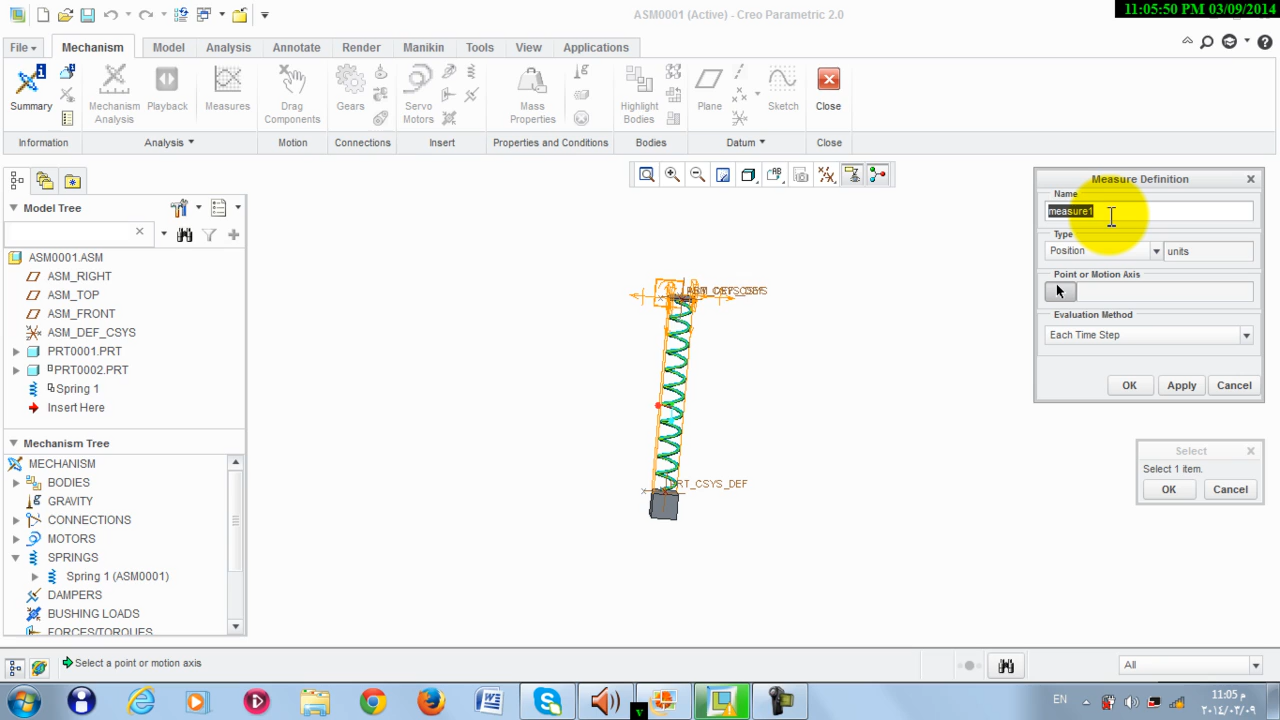 11:05:50 PM 03/09/2014
ASM0001 (Active) - Creo Parametric 2.0
File
Mechanism
Model
Analysis
Annotate
Render
Manikin
Tools
View
Applications
Summary
Mechanism Analysis
Playback
Measures
Drag Components
Gears
Servo Motors
Mass Properties
Highlight Bodies
Plane
Sketch
Close
Information
Analysis
Motion
Connections
Insert
Properties and Conditions
Bodies
Datum
Close
Model Tree
ASM0001.ASM
ASM_RIGHT
ASM_TOP
ASM_FRONT
ASM_DEF_CSYS
PRT0001.PRT
PRT0002.PRT
Spring 1
Insert Here
Mechanism Tree
MECHANISM
BODIES
GRAVITY
CONNECTIONS
MOTORS
SPRINGS
Spring 1 (ASM0001)
DAMPERS
BUSHING LOADS
FORCES/TORQUES
PRT_CSYS_DEF
Measure Definition
Name
measure1
Type
Position
units
Point or Motion Axis
Evaluation Method
Each Time Step
OK
Apply
Cancel
Select
Select 1 item.
OK
Cancel
Select a point or motion axis
All
EN
11:05 م
٢٠١٤/٠٣/٠٩